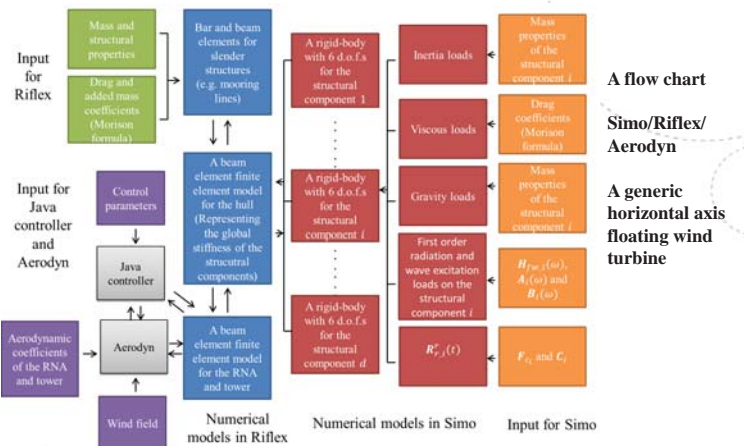 Mass and
structural
properties
Input
for
Riflex
Drag and
added mass
coefficients
(Morison
formula)
Input for
Java
controller
and
Aerodyn
Control
parameters
Java
controller
Aerodynamic
coefficients
of the RNA
and tower
Aerodyn
Wind field
Bar and beam
elements for
slender
structures
(e.g. mooring
lines)
A beam
element finite
element model
for the hull
(Representing
the global
stiffness of the
strucutral
components)
A beam
element finite
element model
for the RNA
and tower
Numerical
models in Riflex
A rigid-body
with 6 d.o.f.s
for the
structural
component 1
A rigid-body
with 6 d.o.f.s
for the
structural
component i
A rigid-body
with 6 d.o.f.s
for the
structural
component d
Inertia loads
Viscous loads
Gravity loads
First order
radiation and
wave excitation
loads on the
structural
component i
Numerical models in Simo
Mass
properties
of the
structural
component i
Drag
coefficients
(Morison
formula)
Mass
properties
of the
structural
component i
A_i(ω) and
B_i(ω)
Input for Simo
A flow chart
Simo/Riflex/
Aerodyn
A generic
horizontal axis
floating wind
turbine